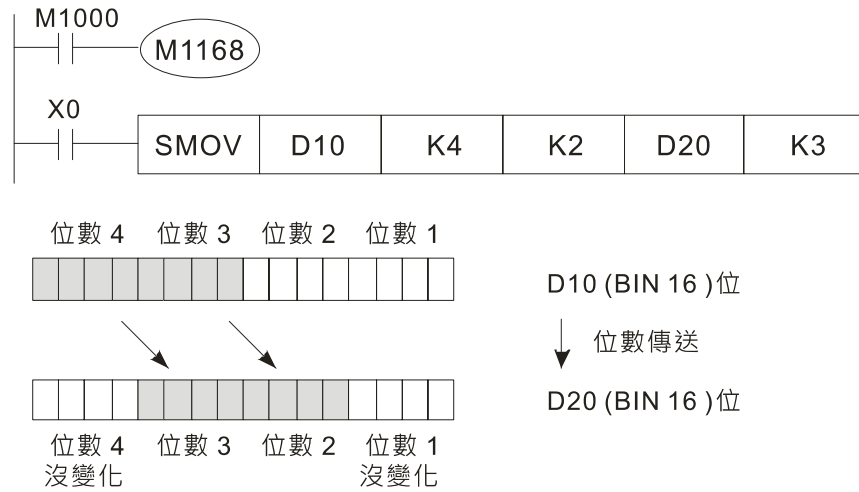 M1000
M1168
X0
SMOV D10 K4 K2 D20 K3
位數 4 位數 3 位數 2 位數 1
D10 (BIN 16 )位
位數傳送
D20 (BIN 16 )位
位數 4 位數 3 位數 2 位數 1
沒變化 沒變化